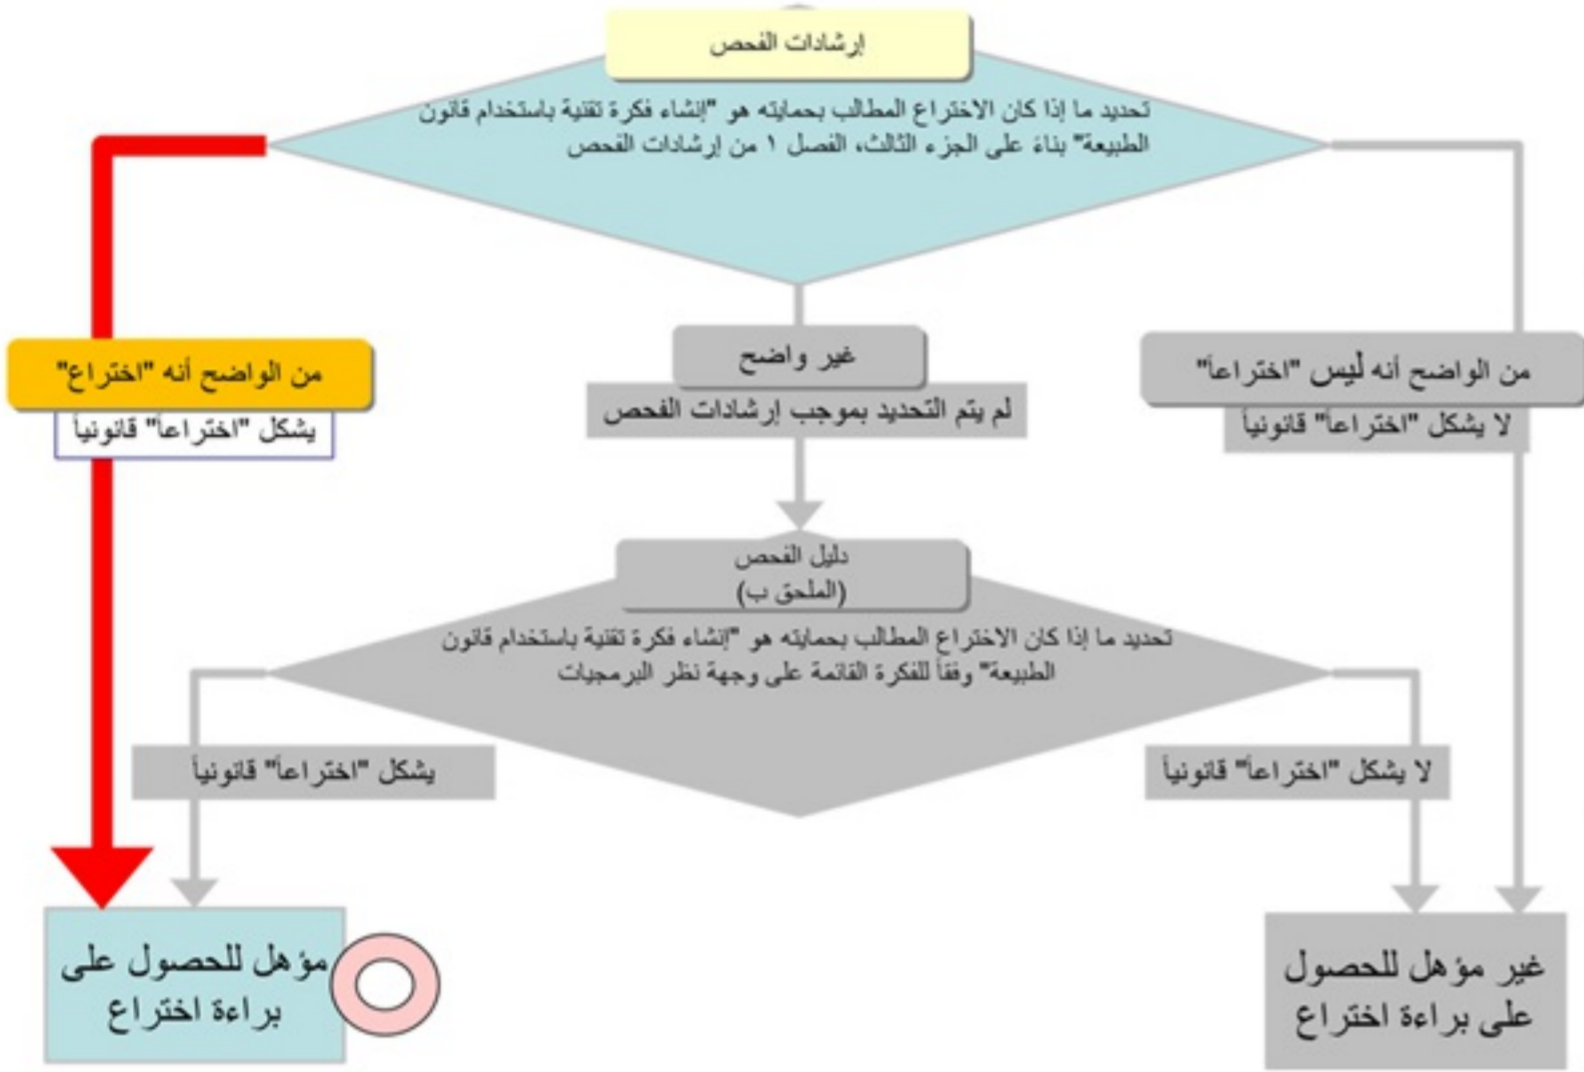 إرشادات الفحص
تحديد ما إذا كان الاختراع المطالب بحمايته هو "إنشاء فكرة تقنية باستخدام قانون
الطبيعة" بناءً على الجزء الثالث، الفصل ١ من إرشادات الفحص
من الواضح أنه ليس "اختراعاً"
لا يشكل "اختراعاً" قانونياً
غير واضح
لم يتم التحديد بموجب إرشادات الفحص
من الواضح أنه "اختراع"
يشكل "اختراعاً" قانونياً
دليل الفحص
(الملحق ب)
تحديد ما إذا كان الاختراع المطالب بحمايته هو "إنشاء فكرة تقنية باستخدام قانون
الطبيعة" وفقاً للفكرة القائمة على وجهة نظر البرمجيات
لا يشكل "اختراعاً" قانونياً
يشكل "اختراعاً" قانونياً
غير مؤهل للحصول
على براءة اختراع
مؤهل للحصول على
براءة اختراع